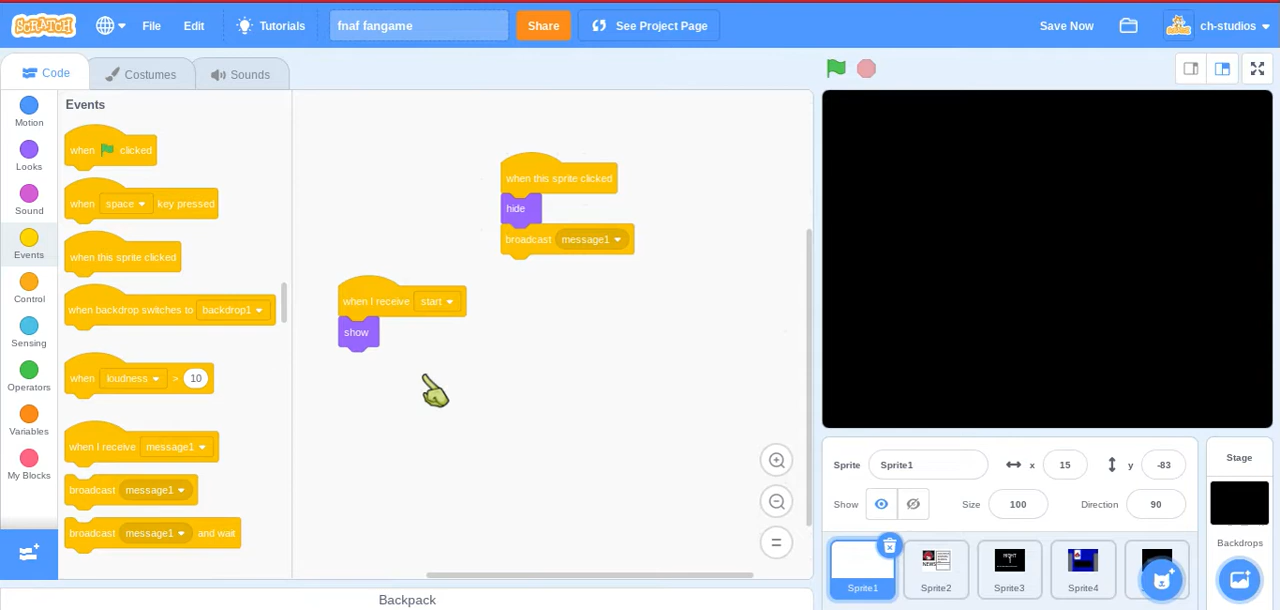 SCRATCH
File
Edit
Tutorials
fnaf fangame
Share
See Project Page
Save Now
ch-studios
Code
Costumes
Sounds
Motion
Looks
Sound
Events
Control
Sensing
Operators
Variables
My Blocks
Events
when clicked
when space key pressed
when this sprite clicked
when backdrop switches to backdrop1
when loudness > 10
when I receive message1
broadcast message1
broadcast message1 and wait
when this sprite clicked
hide
broadcast message1
when I receive start
show
Sprite Sprite1 x 15 y -83
Show Size 100 Direction 90
Stage
Backdrops
NEWS
Sprite1
Sprite2
Sprite3
Sprite4
Backpack